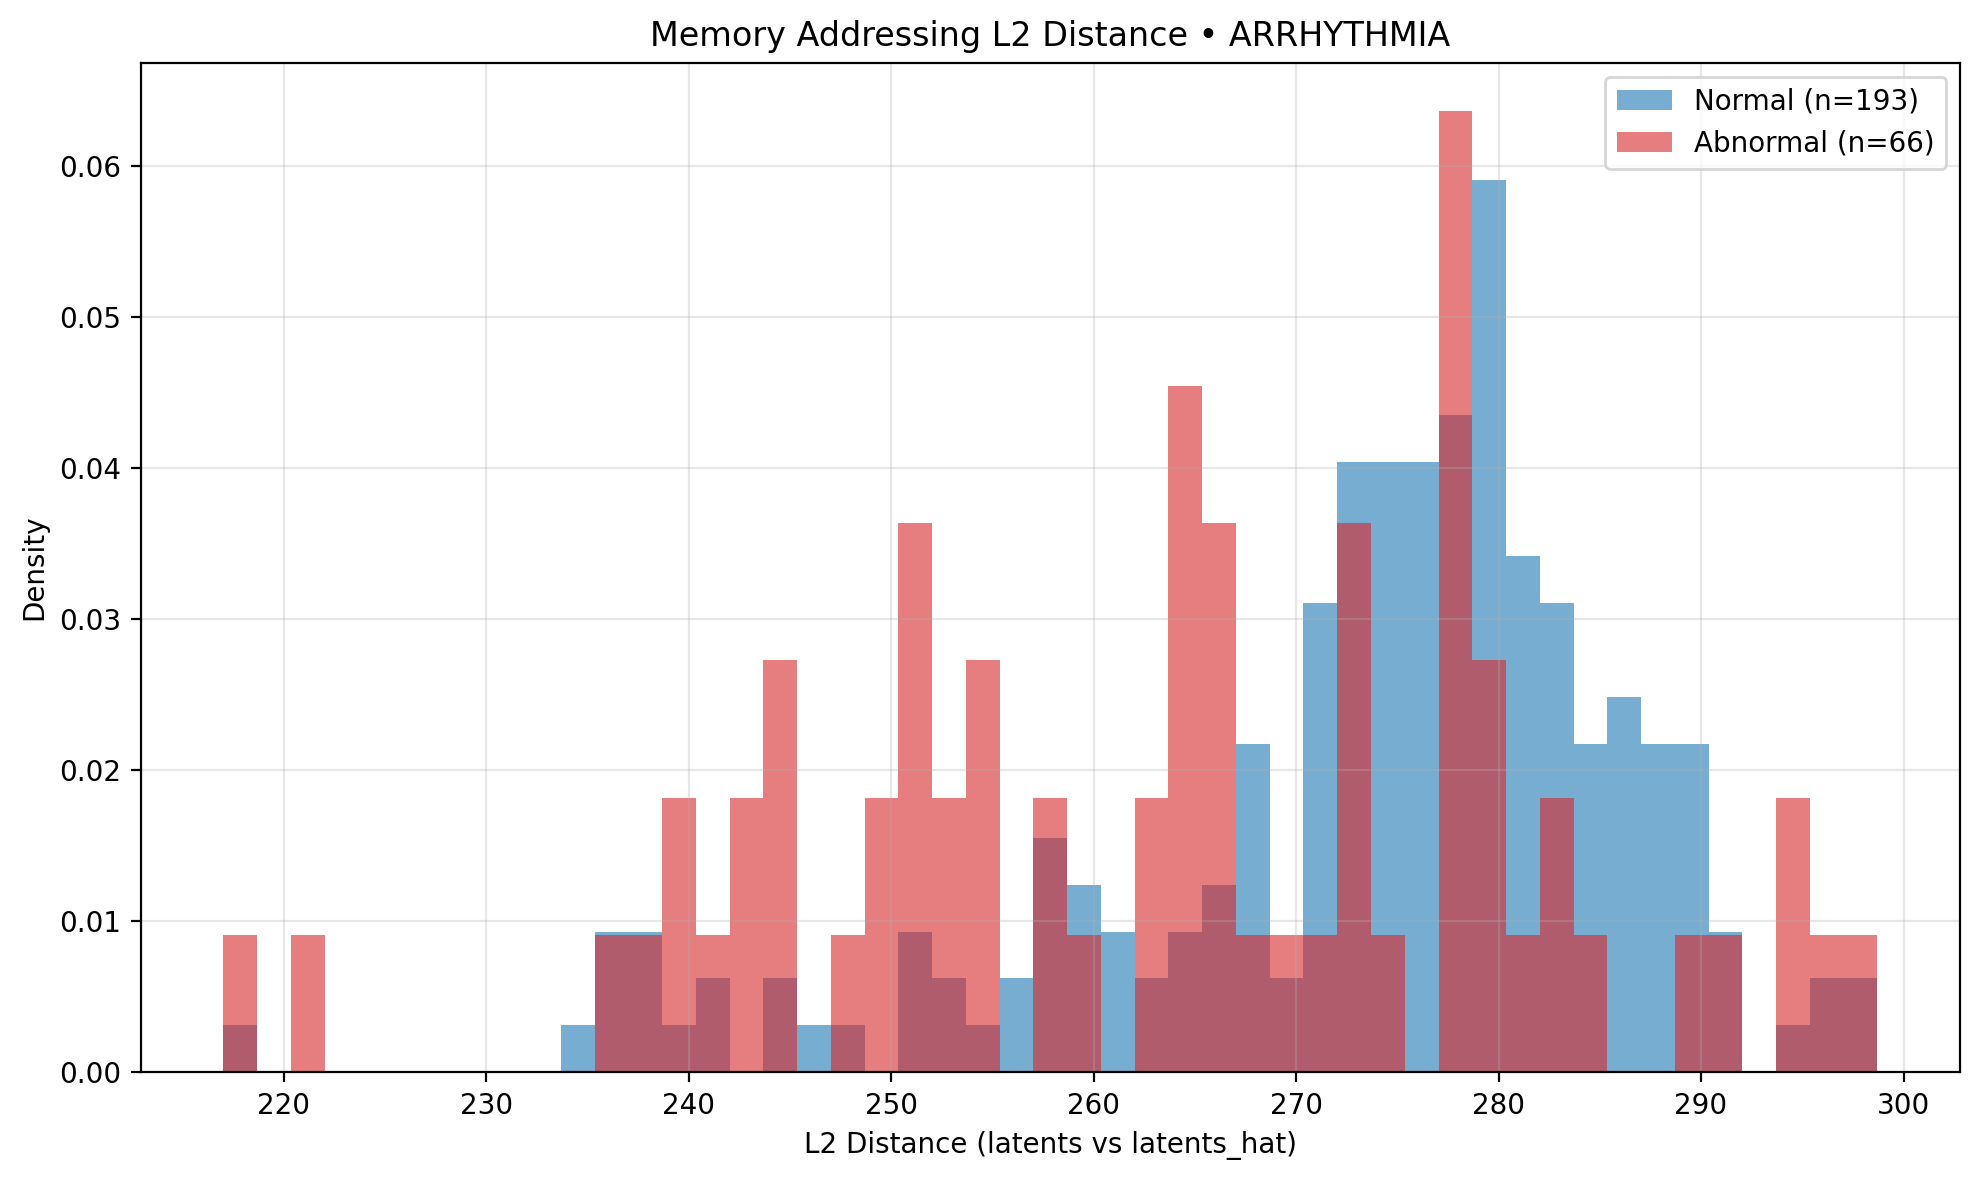 Memory Addressing L2 Distance • ARRHYTHMIA
Normal (n=193)
Abnormal (n=66)
Density
0.06
0.05
0.04
0.03
0.02
0.01
0.00
220 230 240 250 260 270 280 290 300
L2 Distance (latents vs latents_hat)